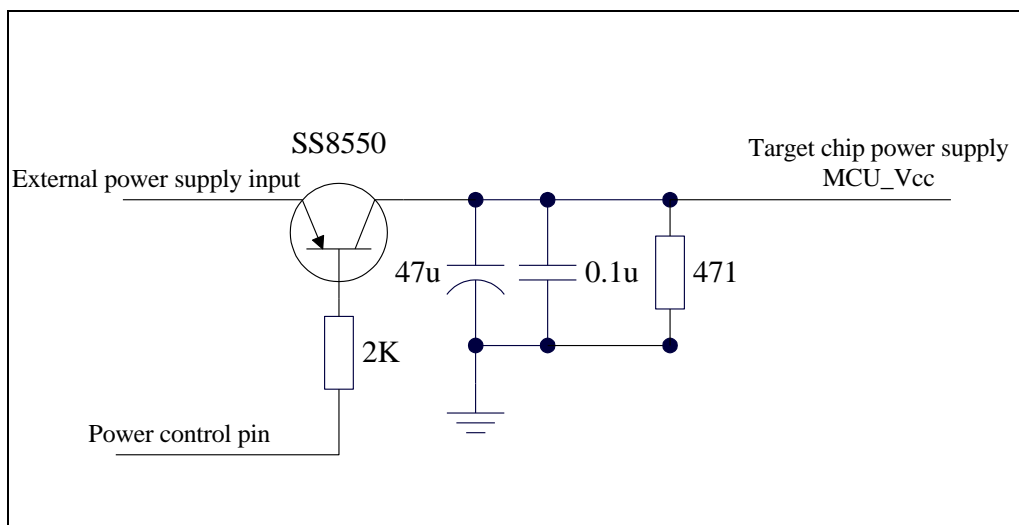 SS8550
External power supply input
Target chip power supply
MCU_Vcc
47u
0.1u
471
2K
Power control pin